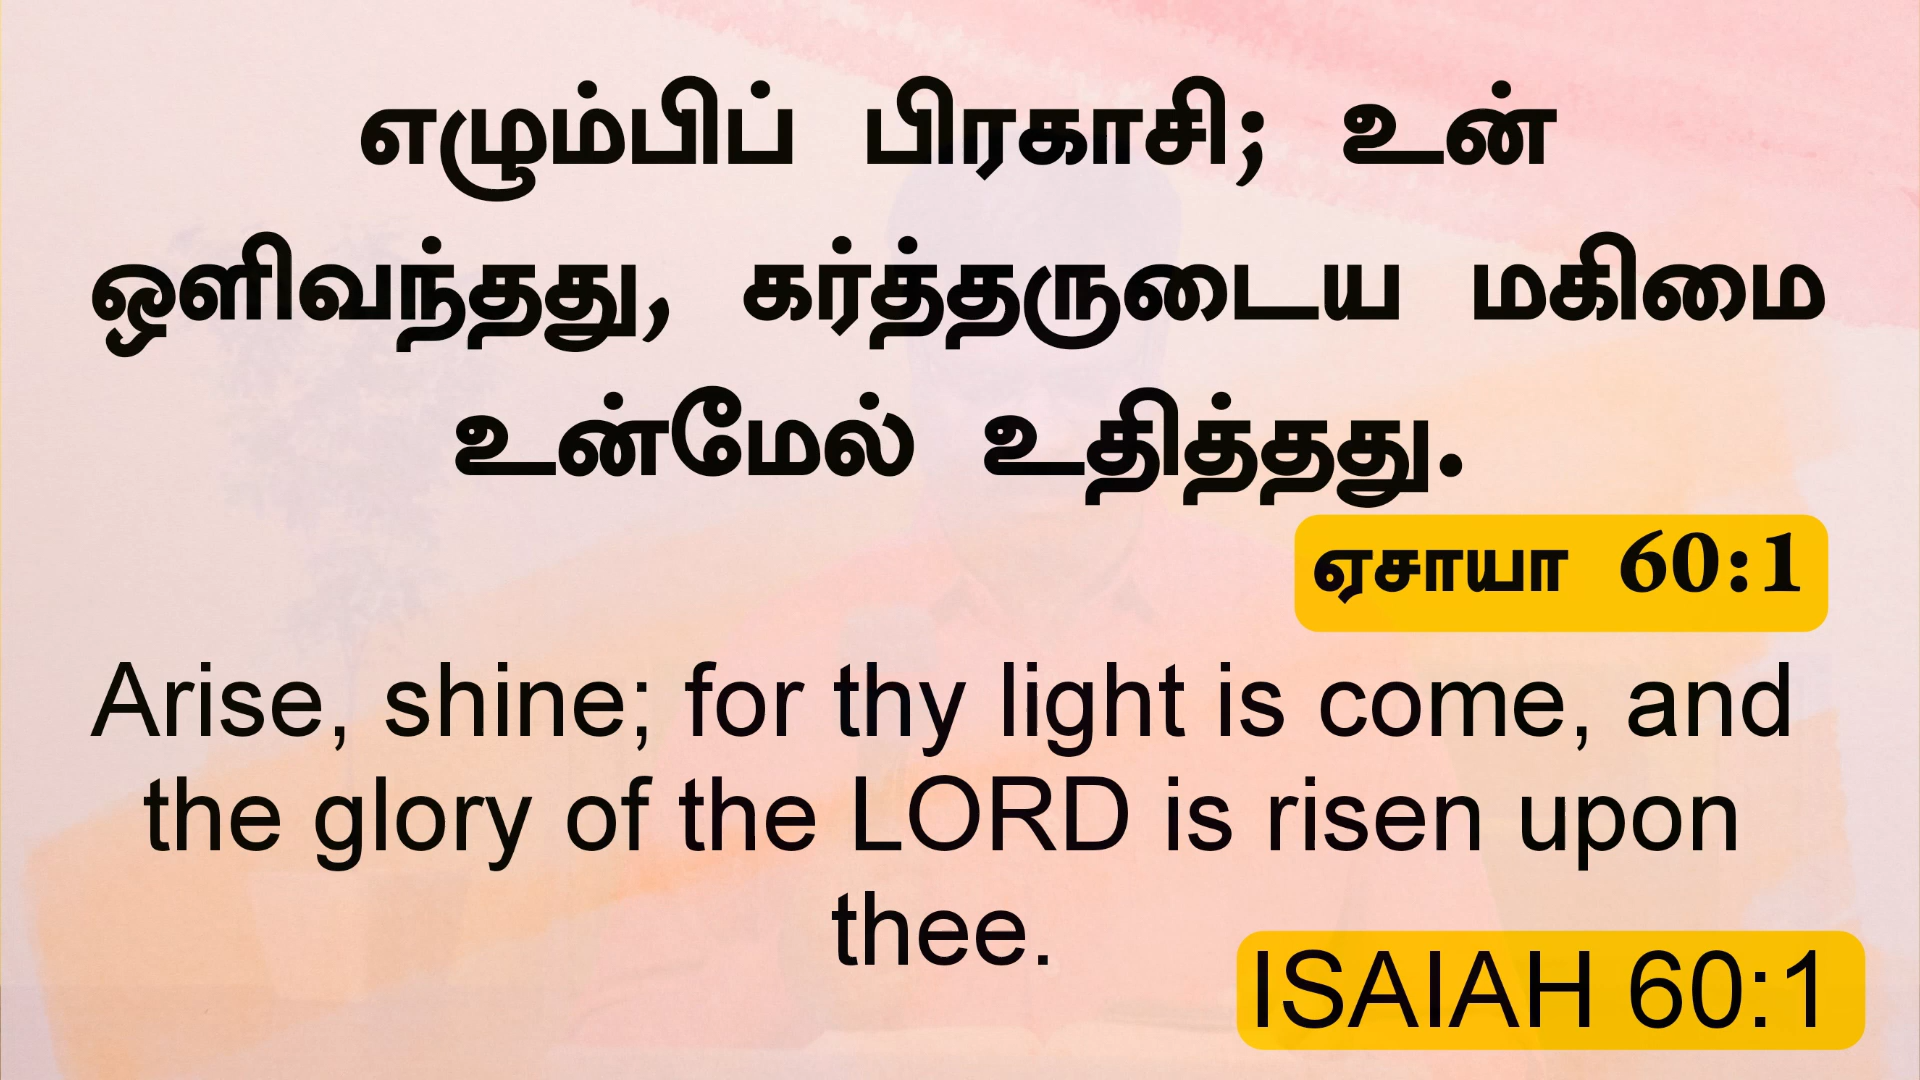 எழும்பிப் பிரகாசி; உன்
ஒளிவந்தது, கர்த்தருடைய மகிமை
உன்மேல் உதித்தது.
ஏசாயா 60:1
Arise, shine; for thy light is come, and
the glory of the LORD is risen upon
thee.
ISAIAH 60:1